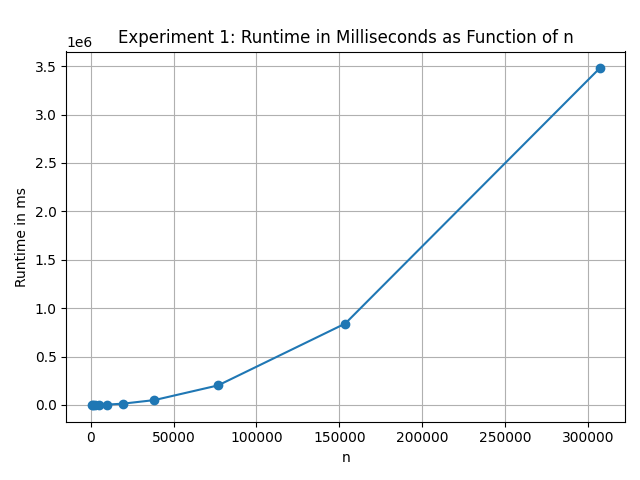 Experiment 1: Runtime in Milliseconds as Function of n
1e6
3.5
3.0
2.5
2.0
1.5
1.0
0.5
0.0
Runtime in ms
0 50000 100000 150000 200000 250000 300000
n